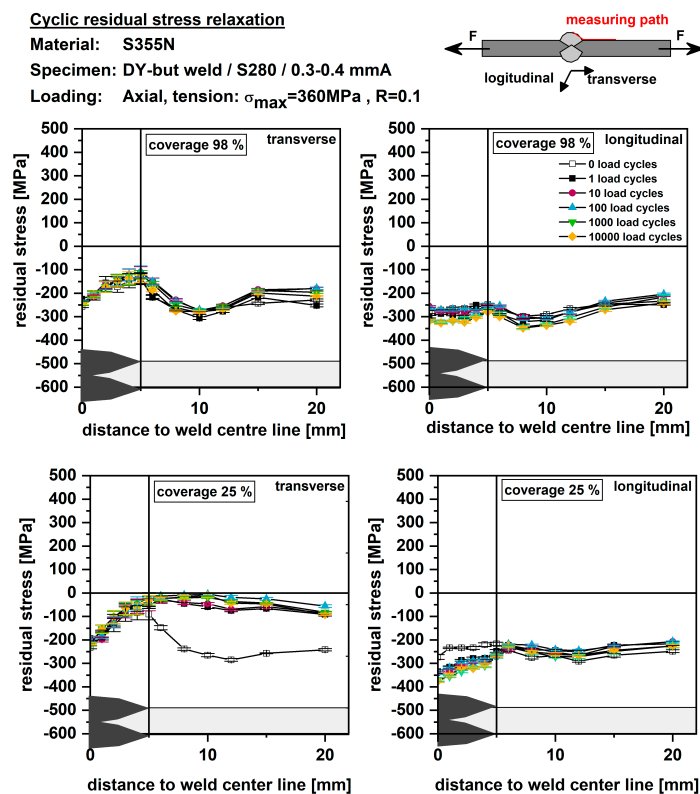 Cyclic residual stress relaxation
Material: S355N
Specimen: DY-but weld / S280 / 0.3-0.4 mmA
Loading: Axial, tension: σmax=360MPa , R=0.1
measuring path
F
F
logitudinal
transverse
residual stress [MPa]
500
400
300
200
100
0
-100
-200
-300
-400
-500
-600
coverage 98 %
transverse
0
10
20
distance to weld centre line [mm]
residual stress [MPa]
500
400
300
200
100
0
-100
-200
-300
-400
-500
-600
longitudinal
coverage 98 %
0 load cycles
1 load cycles
10 load cycles
100 load cycles
1000 load cycles
10000 load cycles
0
10
20
distance to weld centre line [mm]
residual stress [MPa]
500
400
300
200
100
0
-100
-200
-300
-400
-500
-600
coverage 25 %
transverse
0
10
20
distance to weld center line [mm]
residual stress [MPa]
500
400
300
200
100
0
-100
-200
-300
-400
-500
-600
coverage 25 %
longitudinal
0
10
20
distance to weld center line [mm]